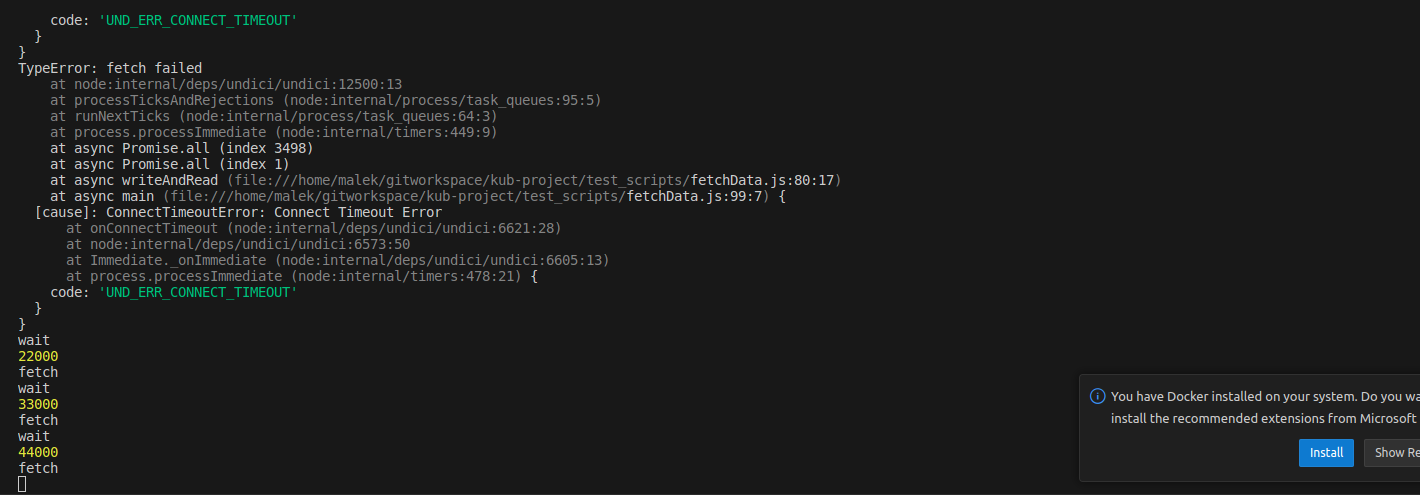 code: 'UND_ERR_CONNECT_TIMEOUT'
}
}
TypeError: fetch failed
at node:internal/deps/undici/undici:12500:13
at processTicksAndRejections (node:internal/process/task_queues:95:5)
at runNextTicks (node:internal/process/task_queues:64:3)
at process.processImmediate (node:internal/timers:449:9)
at async Promise.all (index 3498)
at async Promise.all (index 1)
at async writeAndRead (file:///home/malek/gitworkspace/kub-project/test_scripts/fetchData.js:80:17)
at async main (file:///home/malek/gitworkspace/kub-project/test_scripts/fetchData.js:99:7) {
[cause]: ConnectTimeoutError: Connect Timeout Error
at onConnectTimeout (node:internal/deps/undici/undici:6621:28)
at node:internal/deps/undici/undici:6573:50
at Immediate._onImmediate (node:internal/deps/undici/undici:6605:13)
at process.processImmediate (node:internal/timers:478:21) {
code: 'UND_ERR_CONNECT_TIMEOUT'
}
}
wait
22000
fetch
wait
33000
fetch
wait
44000
fetch
You have Docker installed on your system. Do you wa
install the recommended extensions from Microsoft
Install
Show Re